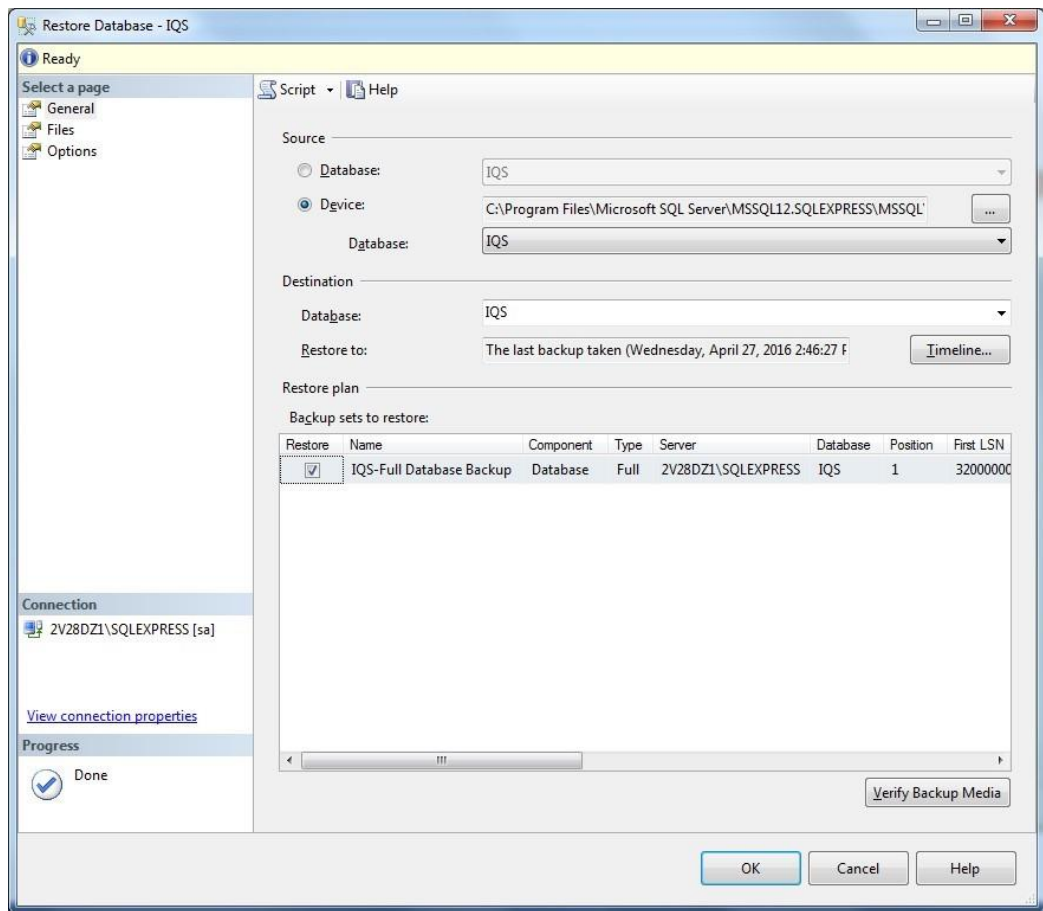 Restore Database - IQS
Ready
Select a page
General
Files
Options
Script Help
Source
Database: IQS
Device: C:\Program Files\Microsoft SQL Server\MSSQL12.SQLEXPRESS\MSSQL\ ...
Database: IQS
Destination
Database: IQS
Restore to: The last backup taken (Wednesday, April 27, 2016 2:46:27 P Timeline...
Restore plan
Backup sets to restore:
Restore Name Component Type Server Database Position First LSN
IQS-Full Database Backup Database Full 2V28DZ1\SQLEXPRESS IQS 1 32000000
Connection
2V28DZ1\SQLEXPRESS [sa]
View connection properties
Progress
Done
Verify Backup Media
OK Cancel Help